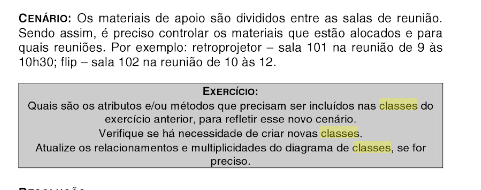 CENÁRIO: Os materiais de apoio são divididos entre as salas de reunião.
Sendo assim, é preciso controlar os materiais que estão alocados e para
quais reuniões. Por exemplo: retroprojetor – sala 101 na reunião de 9 às
10h30; flip – sala 102 na reunião de 10 às 12.
EXERCÍCIO:
Quais são os atributos e/ou métodos que precisam ser incluídos nas classes do
exercício anterior, para refletir esse novo cenário.
Verifique se há necessidade de criar novas classes.
Atualize os relacionamentos e multiplicidades do diagrama de classes, se for
preciso.